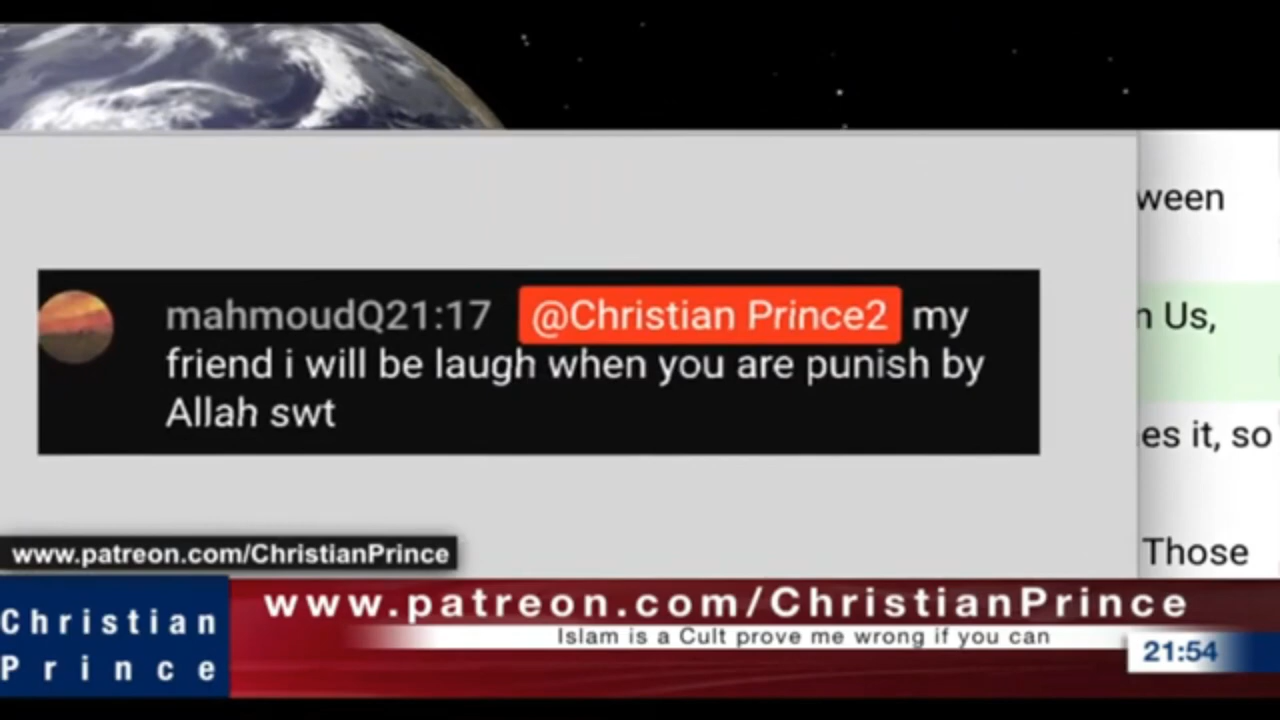 ween
mahmoudQ21:17 @Christian Prince2 my
friend i will be laugh when you are punish by
Allah swt
n Us,
es it, so
Those
www.patreon.com/ChristianPrince
Christian
Prince
www.patreon.com/ChristianPrince
Islam is a Cult prove me wrong if you can
21:54